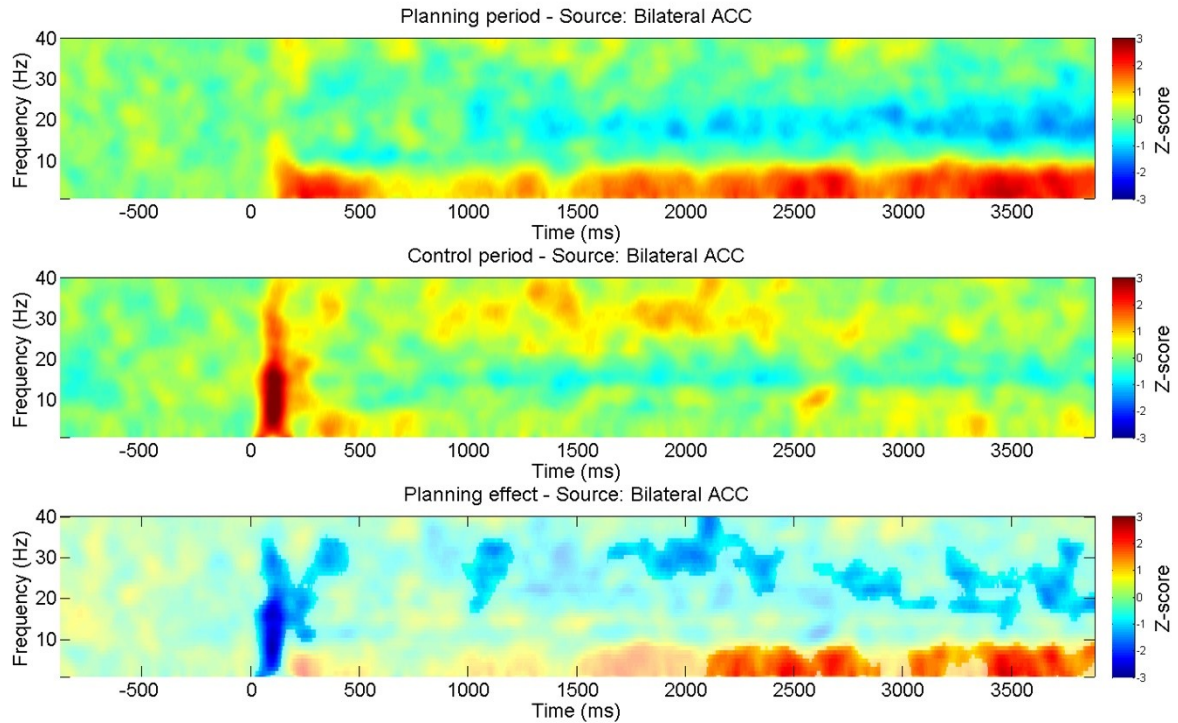 Planning period - Source: Bilateral ACC
Frequency (Hz)
40
30
20
10
-500 0 500 1000 1500 2000 2500 3000 3500
Time (ms)
3
2
1
0
-1
-2
-3
Z-score
Control period - Source: Bilateral ACC
Frequency (Hz)
40
30
20
10
-500 0 500 1000 1500 2000 2500 3000 3500
Time (ms)
3
2
1
0
-1
-2
-3
Z-score
Planning effect - Source: Bilateral ACC
Frequency (Hz)
40
30
20
10
-500 0 500 1000 1500 2000 2500 3000 3500
Time (ms)
3
2
1
0
-1
-2
-3
Z-score